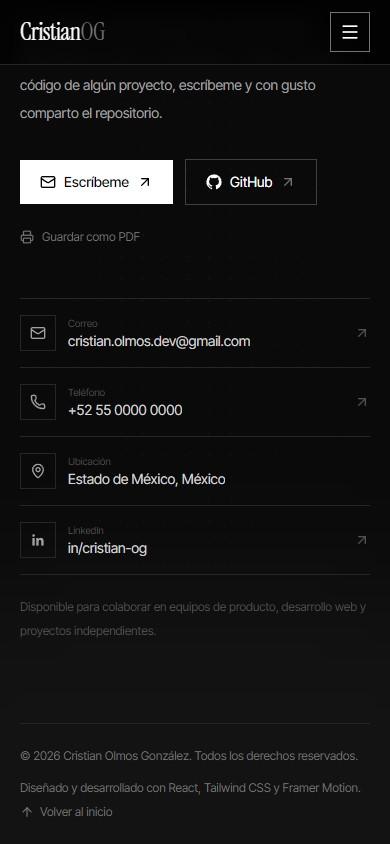 CristianOG
código de algún proyecto, escríbeme y con gusto
comparto el repositorio.
Escríbeme
GitHub
Guardar como PDF
Correo
cristian.olmos.dev@gmail.com
Teléfono
+52 55 0000 0000
Ubicación
Estado de México, México
LinkedIn
in/cristian-og
Disponible para colaborar en equipos de producto, desarrollo web y
proyectos independientes.
© 2026 Cristian Olmos González. Todos los derechos reservados.
Diseñado y desarrollado con React, Tailwind CSS y Framer Motion.
Volver al inicio